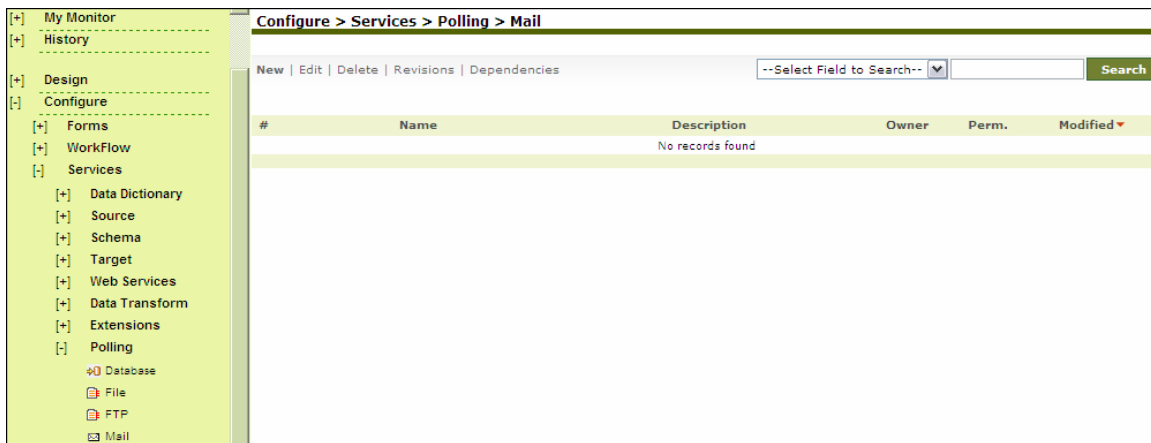 [+] My Monitor
[+] History
[+] Design
[-] Configure
[+] Forms
[+] WorkFlow
[-] Services
[+] Data Dictionary
[+] Source
[+] Schema
[+] Target
[+] Web Services
[+] Data Transform
[+] Extensions
[-] Polling
Database
File
FTP
Mail
Configure > Services > Polling > Mail
New | Edit | Delete | Revisions | Dependencies --Select Field to Search-- Search
# Name Description Owner Perm. Modified
No records found